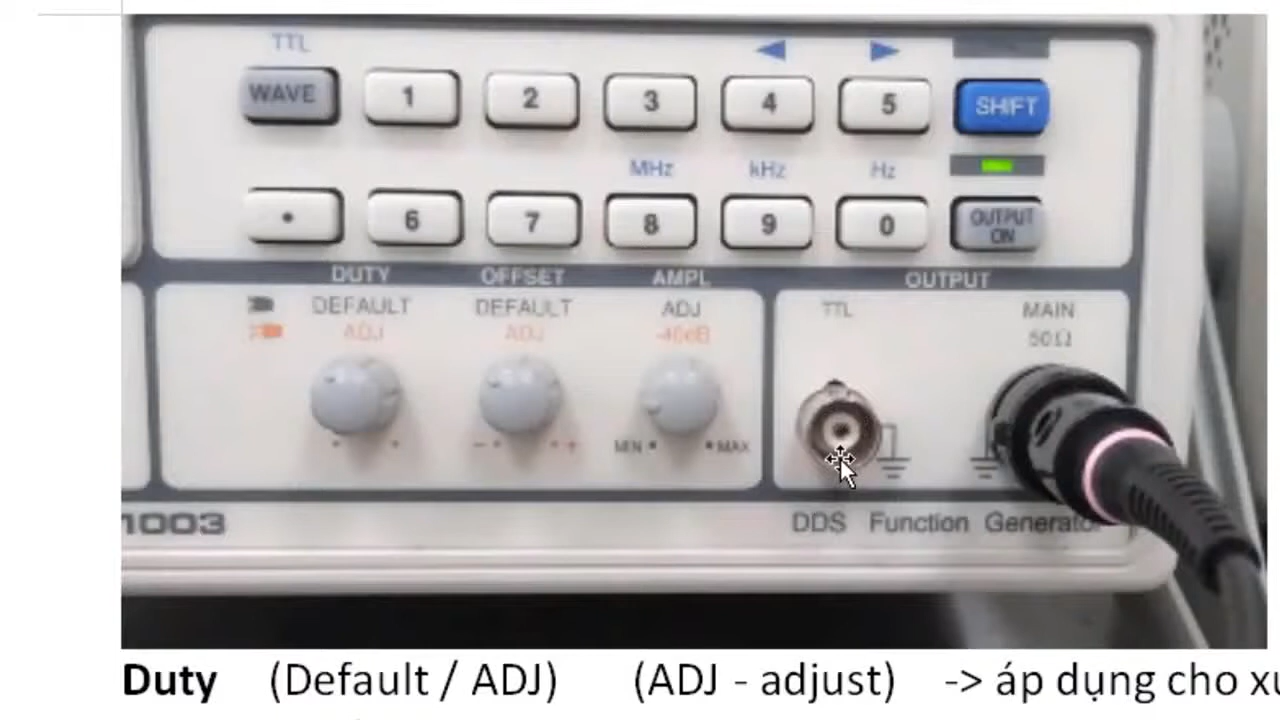 TTL
WAVE 1 2 3 4 5 SHIFT
MHz kHz Hz
. 6 7 8 9 0 OUTPUT ON
DUTY OFFSET AMPL OUTPUT
DEFAULT DEFAULT ADJ TTL MAIN
ADJ ADJ -40dB 50Ω
- + MIN MAX
1003 DDS Function Generator
Duty (Default / ADJ) (ADJ - adjust) -> áp dụng cho